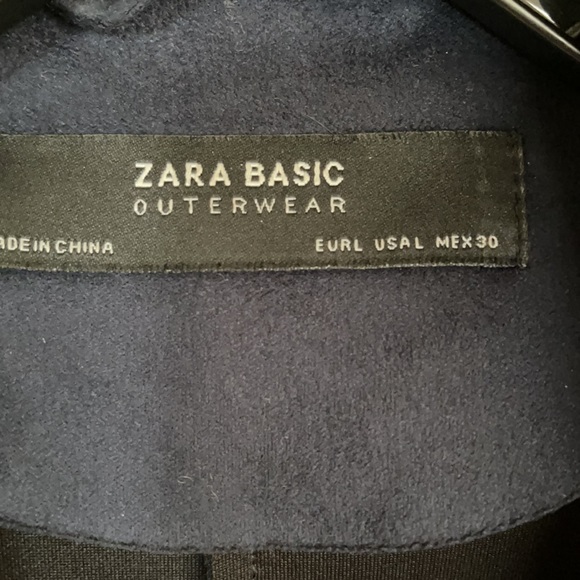 ZARA BASIC
OUTERWEAR
ADE IN CHINA EUR L USA L MEX 30